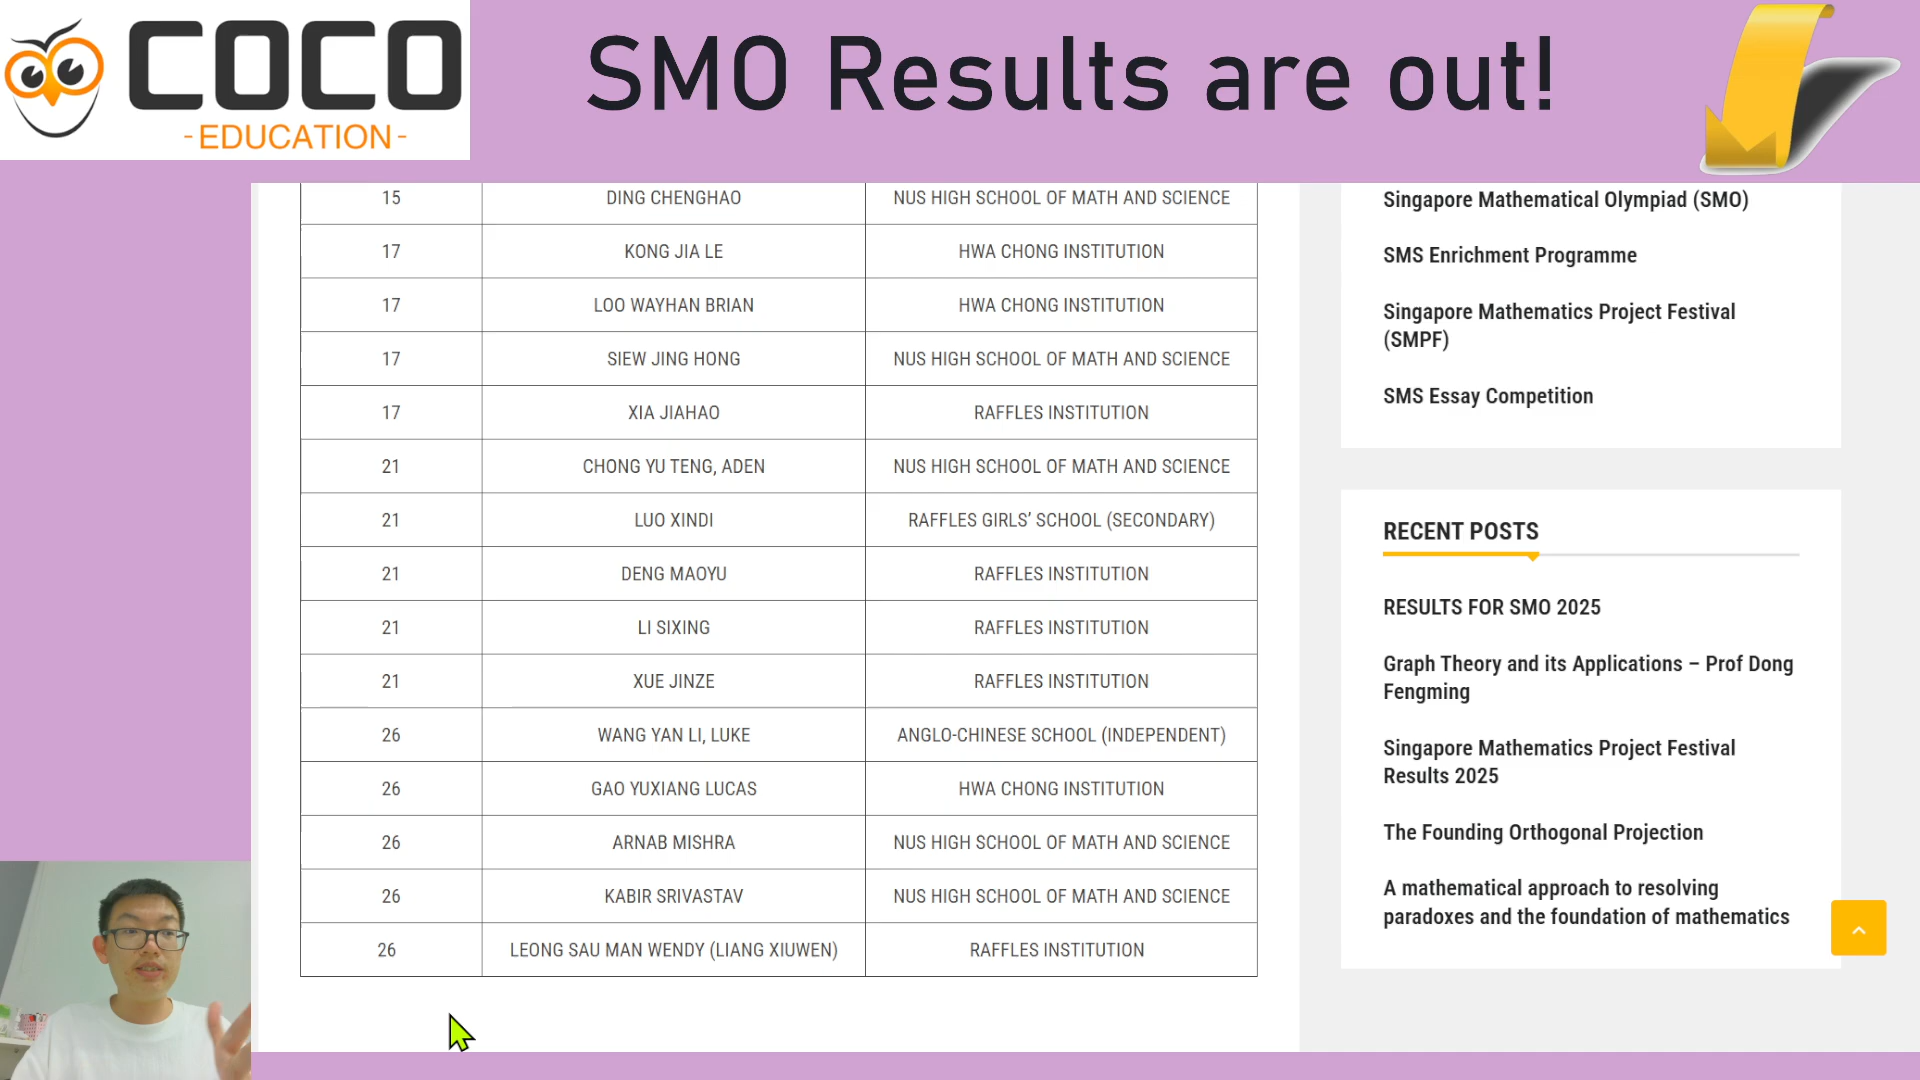 COCO
- EDUCATION -
SMO Results are out!
15 DING CHENGHAO NUS HIGH SCHOOL OF MATH AND SCIENCE
17 KONG JIA LE HWA CHONG INSTITUTION
17 LOO WAYHAN BRIAN HWA CHONG INSTITUTION
17 SIEW JING HONG NUS HIGH SCHOOL OF MATH AND SCIENCE
17 XIA JIAHAO RAFFLES INSTITUTION
21 CHONG YU TENG, ADEN NUS HIGH SCHOOL OF MATH AND SCIENCE
21 LUO XINDI RAFFLES GIRLS’ SCHOOL (SECONDARY)
21 DENG MAOYU RAFFLES INSTITUTION
21 LI SIXING RAFFLES INSTITUTION
21 XUE JINZE RAFFLES INSTITUTION
26 WANG YAN LI, LUKE ANGLO-CHINESE SCHOOL (INDEPENDENT)
26 GAO YUXIANG LUCAS HWA CHONG INSTITUTION
26 ARNAB MISHRA NUS HIGH SCHOOL OF MATH AND SCIENCE
26 KABIR SRIVASTAV NUS HIGH SCHOOL OF MATH AND SCIENCE
26 LEONG SAU MAN WENDY (LIANG XIUWEN) RAFFLES INSTITUTION
Singapore Mathematical Olympiad (SMO)
SMS Enrichment Programme
Singapore Mathematics Project Festival
(SMPF)
SMS Essay Competition
RECENT POSTS
RESULTS FOR SMO 2025
Graph Theory and its Applications – Prof Dong
Fengming
Singapore Mathematics Project Festival
Results 2025
The Founding Orthogonal Projection
A mathematical approach to resolving
paradoxes and the foundation of mathematics